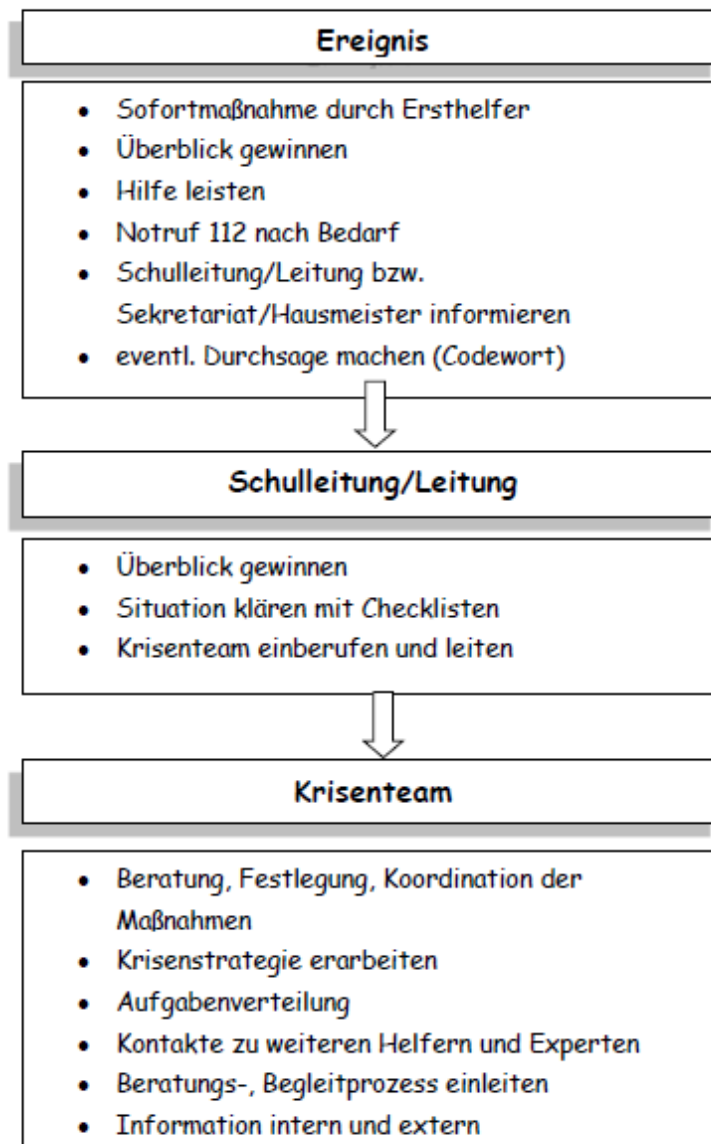 Ereignis
• Sofortmaßnahme durch Ersthelfer
• Überblick gewinnen
• Hilfe leisten
• Notruf 112 nach Bedarf
• Schulleitung/Leitung bzw.
Sekretariat/Hausmeister informieren
• eventl. Durchsage machen (Codewort)
Schulleitung/Leitung
• Überblick gewinnen
• Situation klären mit Checklisten
• Krisenteam einberufen und leiten
Krisenteam
• Beratung, Festlegung, Koordination der
Maßnahmen
• Krisenstrategie erarbeiten
• Aufgabenverteilung
• Kontakte zu weiteren Helfern und Experten
• Beratungs-, Begleitprozess einleiten
• Information intern und extern